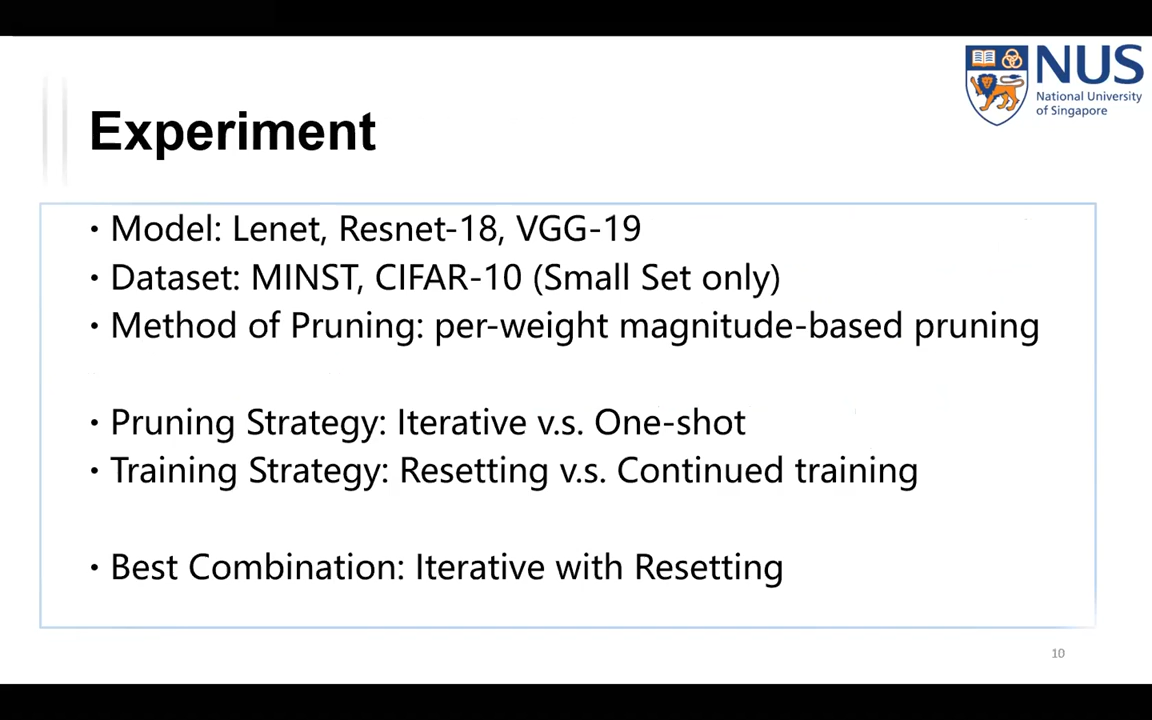 NUS
National University
of Singapore
Experiment
• Model: Lenet, Resnet-18, VGG-19
• Dataset: MINST, CIFAR-10 (Small Set only)
• Method of Pruning: per-weight magnitude-based pruning
• Pruning Strategy: Iterative v.s. One-shot
• Training Strategy: Resetting v.s. Continued training
• Best Combination: Iterative with Resetting
10